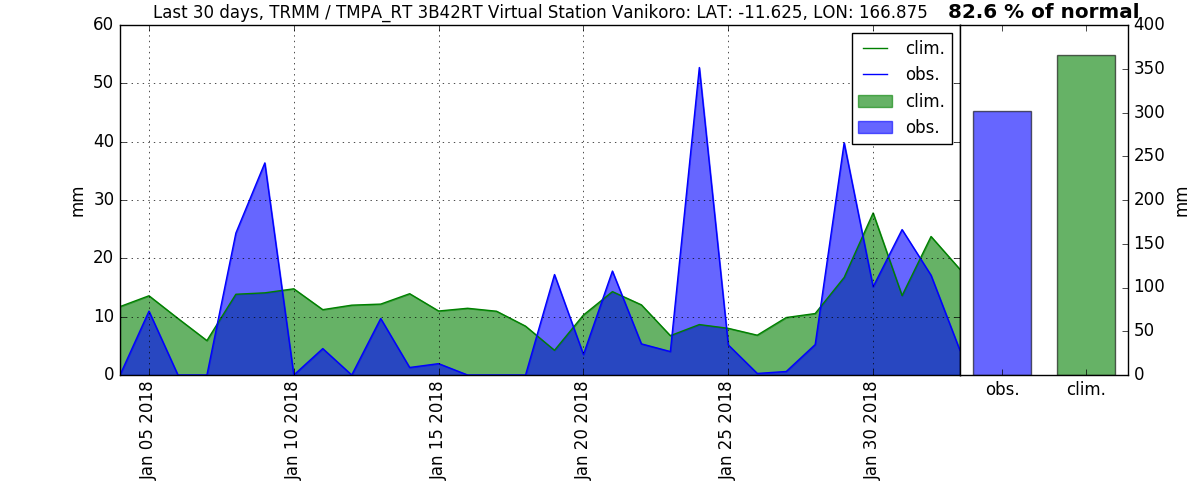 Last 30 days, TRMM / TMPA_RT 3B42RT Virtual Station Vanikoro: LAT: -11.625, LON: 166.875
82.6 % of normal
60
50
40
30
20
10
0
mm
clim.
obs.
clim.
obs.
Jan 05 2018
Jan 10 2018
Jan 15 2018
Jan 20 2018
Jan 25 2018
Jan 30 2018
400
350
300
250
200
150
100
50
0
mm
obs.
clim.